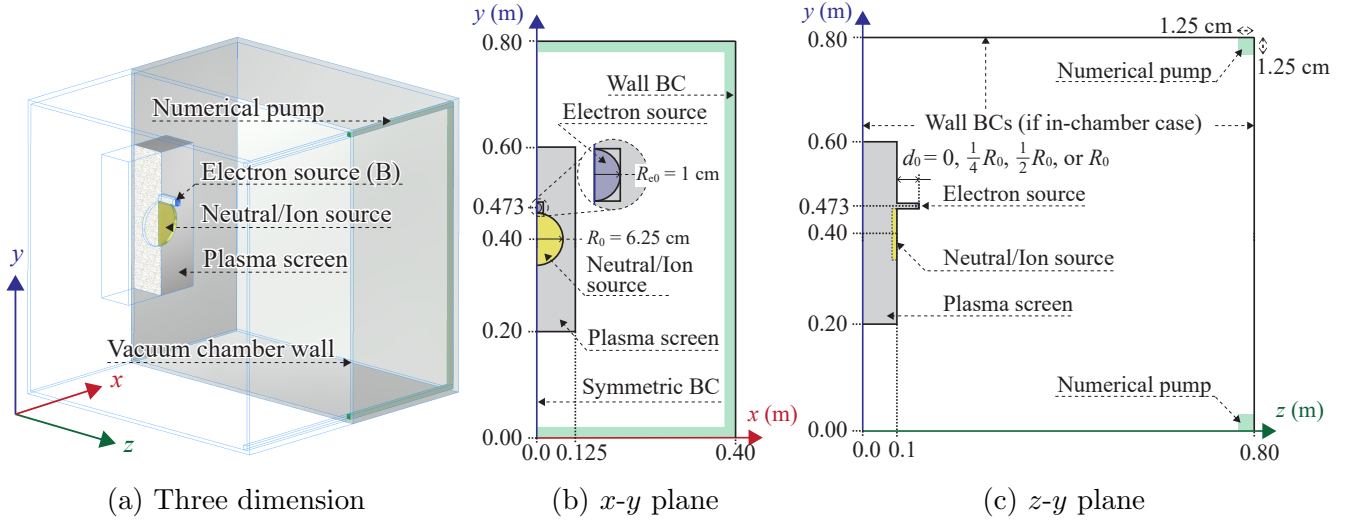 Numerical pump
Electron source (B)
Neutral/Ion source
Plasma screen
Vacuum chamber wall
y
x
z
(a) Three dimension
y (m)
0.80
0.60
0.473
0.40
0.20
0.00
0.0
0.125
0.40
x (m)
Wall BC
Electron source
R_e0 = 1 cm
R_0 = 6.25 cm
Neutral/Ion
source
Plasma screen
Symmetric BC
(b) x-y plane
y (m)
0.80
0.60
0.473
0.40
0.20
0.00
0.0
0.1
0.80
z (m)
1.25 cm
1.25 cm
Numerical pump
Wall BCs (if in-chamber case)
d_0 = 0, 1/4 R_0, 1/2 R_0, or R_0
Electron source
Neutral/Ion source
Plasma screen
Numerical pump
(c) z-y plane